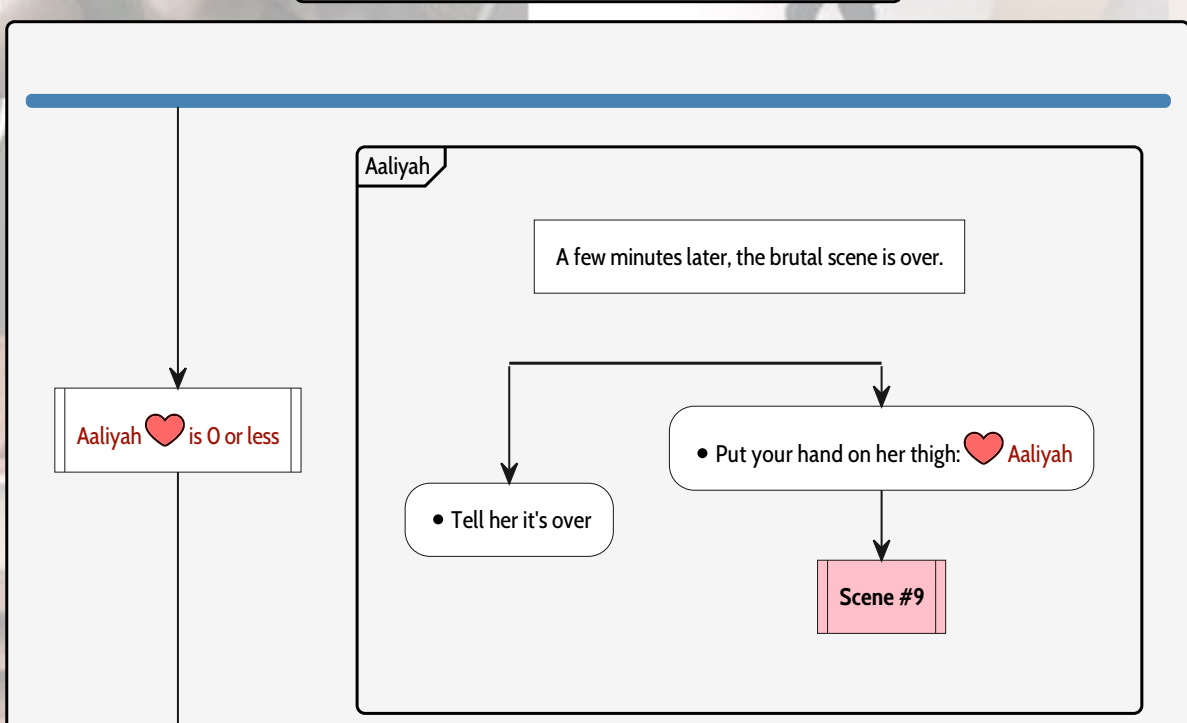 Aaliyah
A few minutes later, the brutal scene is over.
Aaliyah is 0 or less
• Put your hand on her thigh: Aaliyah
• Tell her it's over
Scene #9